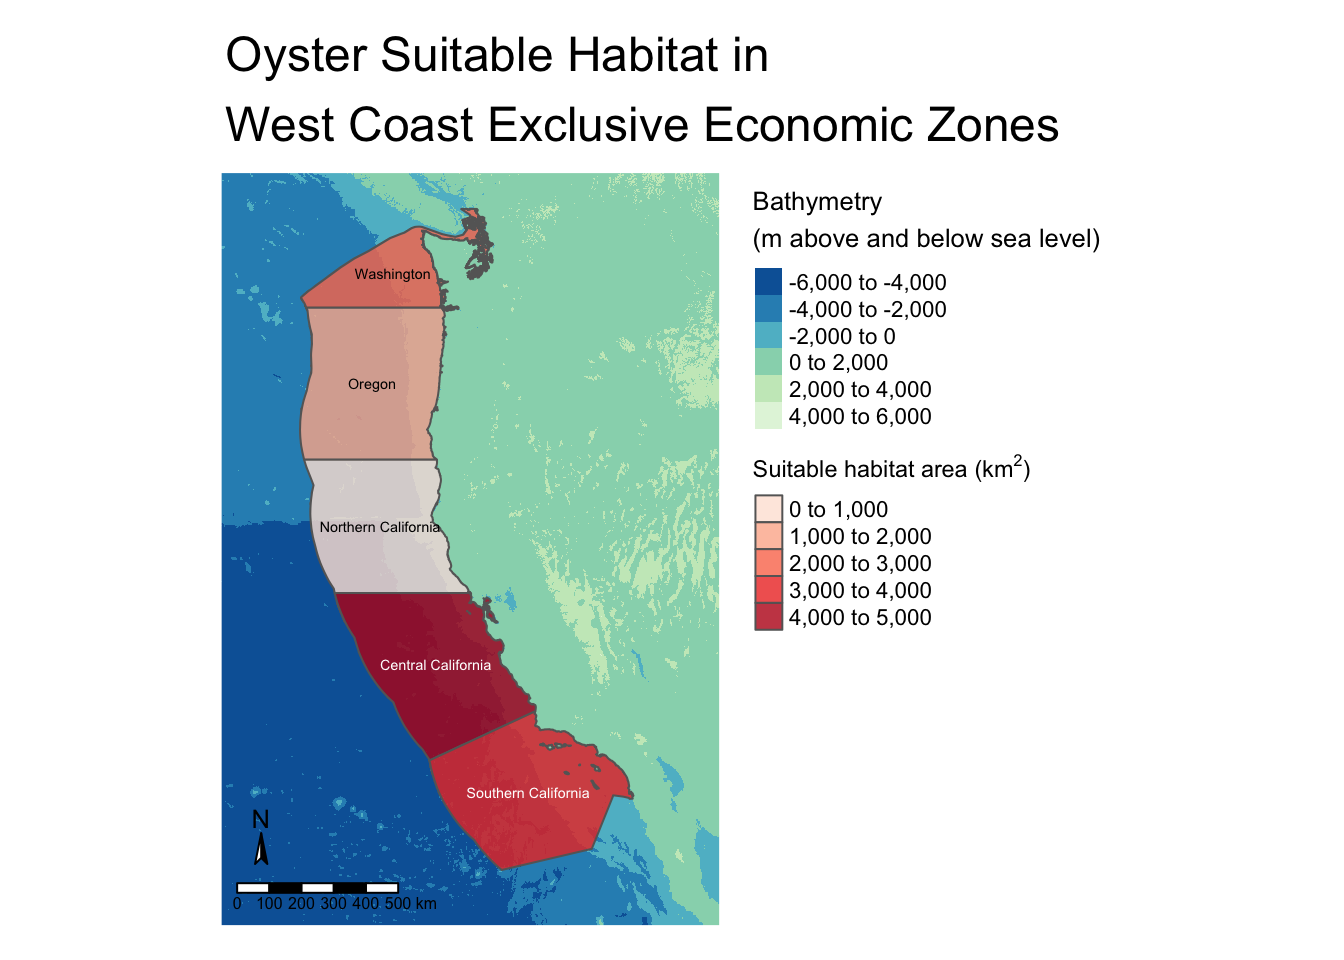 Oyster Suitable Habitat in
West Coast Exclusive Economic Zones
Bathymetry
(m above and below sea level)
-6,000 to -4,000
-4,000 to -2,000
-2,000 to 0
0 to 2,000
2,000 to 4,000
4,000 to 6,000
Suitable habitat area (km²)
0 to 1,000
1,000 to 2,000
2,000 to 3,000
3,000 to 4,000
4,000 to 5,000
Washington
Oregon
Northern California
Central California
Southern California
N
0 100 200 300 400 500 km